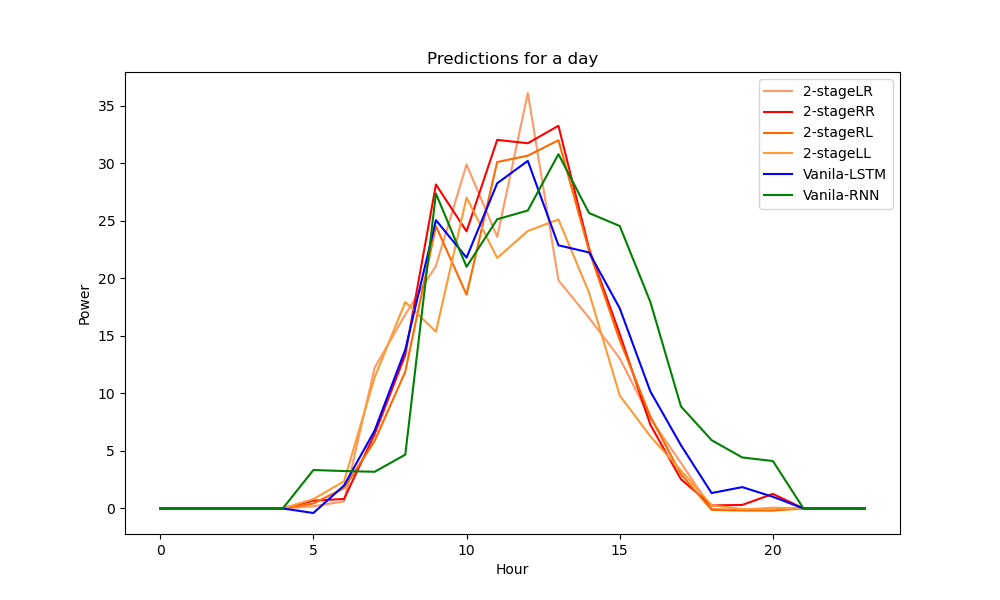 Predictions for a day
2-stageLR
2-stageRR
2-stageRL
2-stageLL
Vanila-LSTM
Vanila-RNN
35
30
25
20
15
10
5
0
Power
0 5 10 15 20
Hour